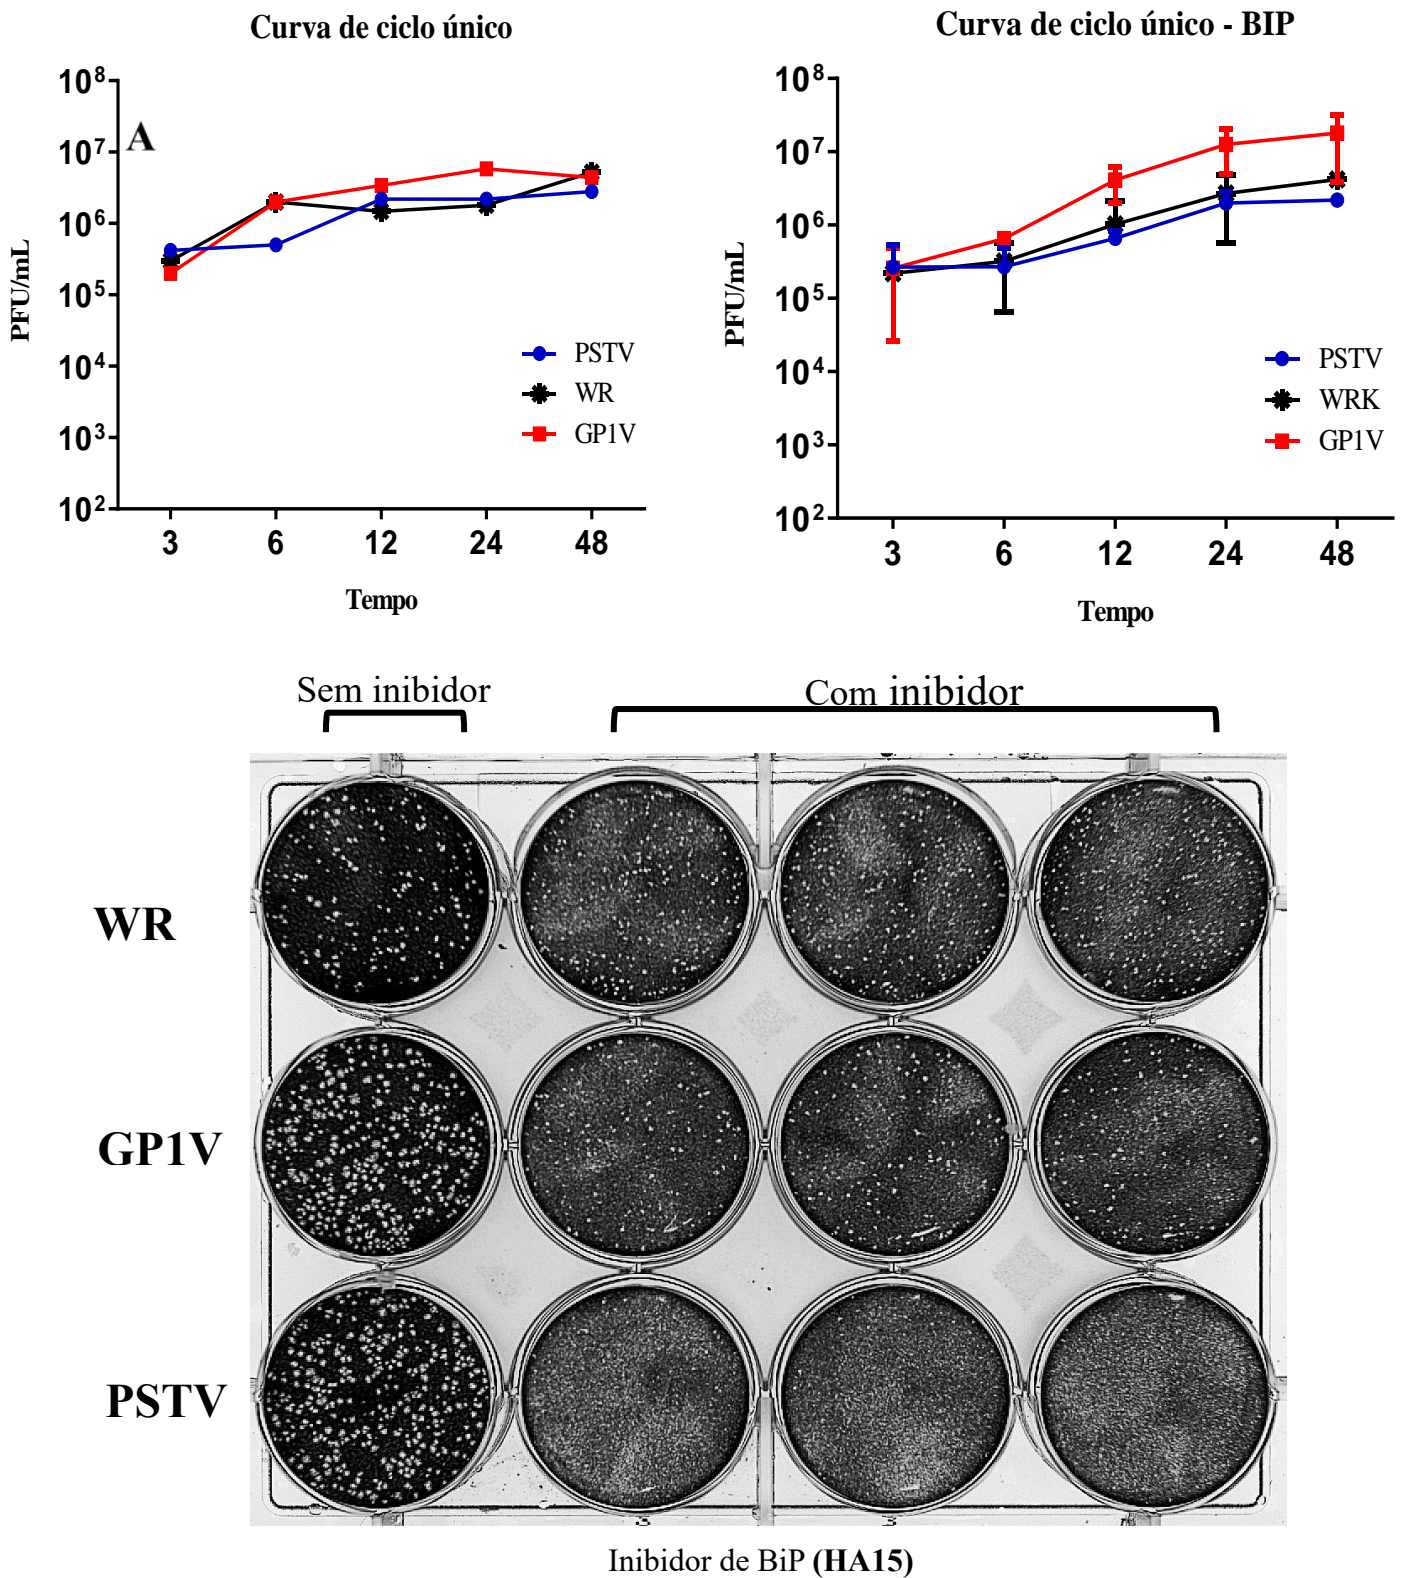 Curva de ciclo único
10⁸
A
10⁷
10⁶
10⁵
10⁴
10³
10²
PFU/mL
PSTV
WR
GP1V
3 6 12 24 48
Tempo
Curva de ciclo único - BIP
10⁸
10⁷
10⁶
10⁵
10⁴
10³
10²
PFU/mL
PSTV
WRK
GP1V
3 6 12 24 48
Tempo
Sem inibidor
Com inibidor
WR
GP1V
PSTV
Inibidor de BiP (HA15)